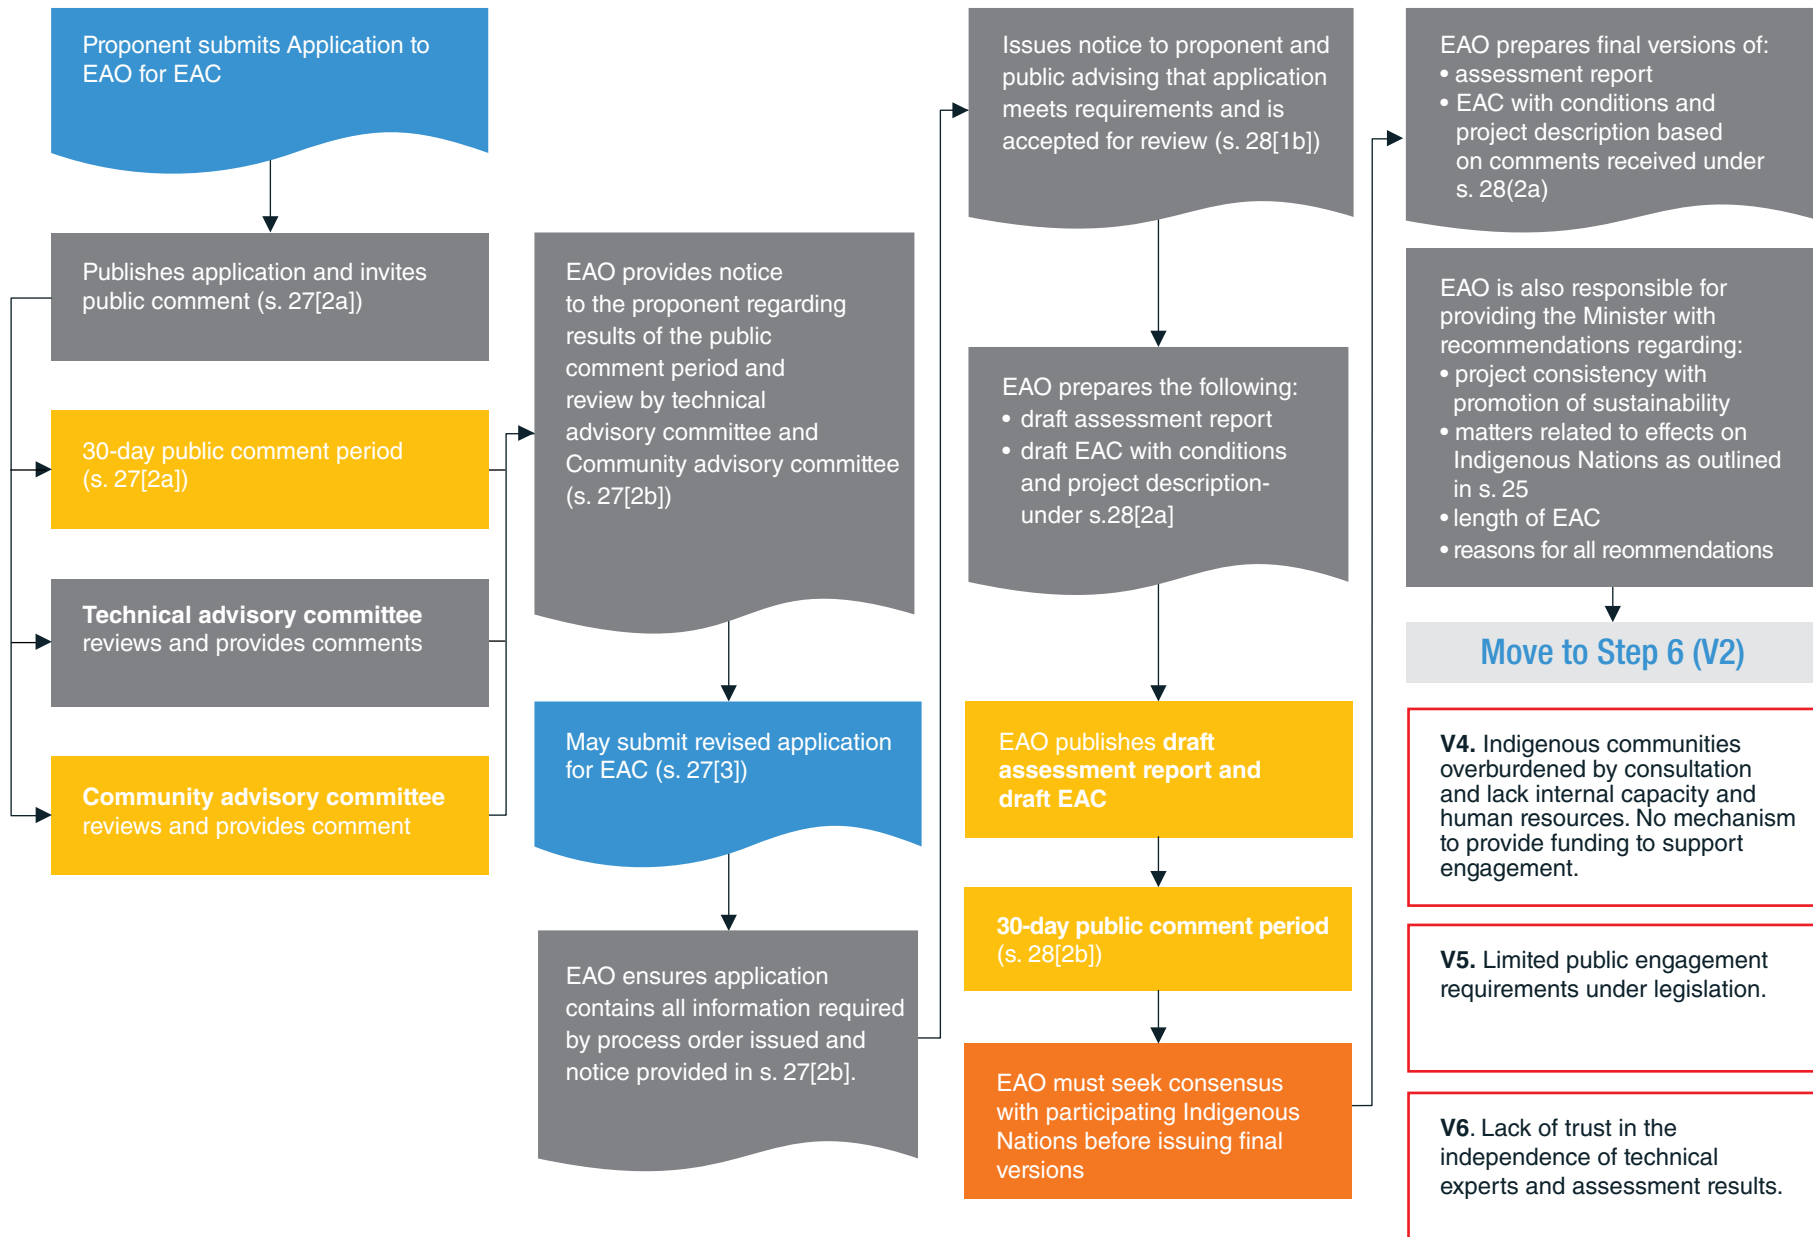 Proponent submits Application to
EAO for EAC
Publishes application and invites
public comment (s. 27[2a])
30-day public comment period
(s. 27[2a])
Technical advisory committee
reviews and provides comments
Community advisory committee
reviews and provides comment
EAO provides notice
to the proponent regarding
results of the public
comment period and
review by technical
advisory committee and
Community advisory committee
(s. 27[2b])
May submit revised application
for EAC (s. 27[3])
EAO ensures application
contains all information required
by process order issued and
notice provided in s. 27[2b].
Issues notice to proponent and
public advising that application
meets requirements and is
accepted for review (s. 28[1b])
EAO prepares the following:
• draft assessment report
• draft EAC with conditions
and project description-
under s.28[2a]
EAO publishes draft
assessment report and
draft EAC
30-day public comment period
(s. 28[2b])
EAO must seek consensus
with participating Indigenous
Nations before issuing final
versions
EAO prepares final versions of:
• assessment report
• EAC with conditions and
project description based
on comments received under
s. 28(2a)
EAO is also responsible for
providing the Minister with
recommendations regarding:
• project consistency with
promotion of sustainability
• matters related to effects on
Indigenous Nations as outlined
in s. 25
• length of EAC
• reasons for all reommendations
Move to Step 6 (V2)
V4. Indigenous communities
overburdened by consultation
and lack internal capacity and
human resources. No mechanism
to provide funding to support
engagement.
V5. Limited public engagement
requirements under legislation.
V6. Lack of trust in the
independence of technical
experts and assessment results.